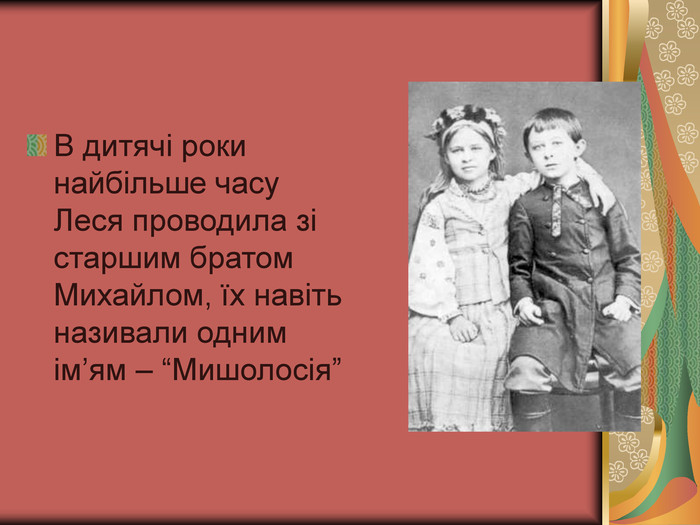 В дитячі роки
найбільше часу
Леся проводила зі
старшим братом
Михайлом, їх навіть
називали одним
ім’ям – “Мишолосія”